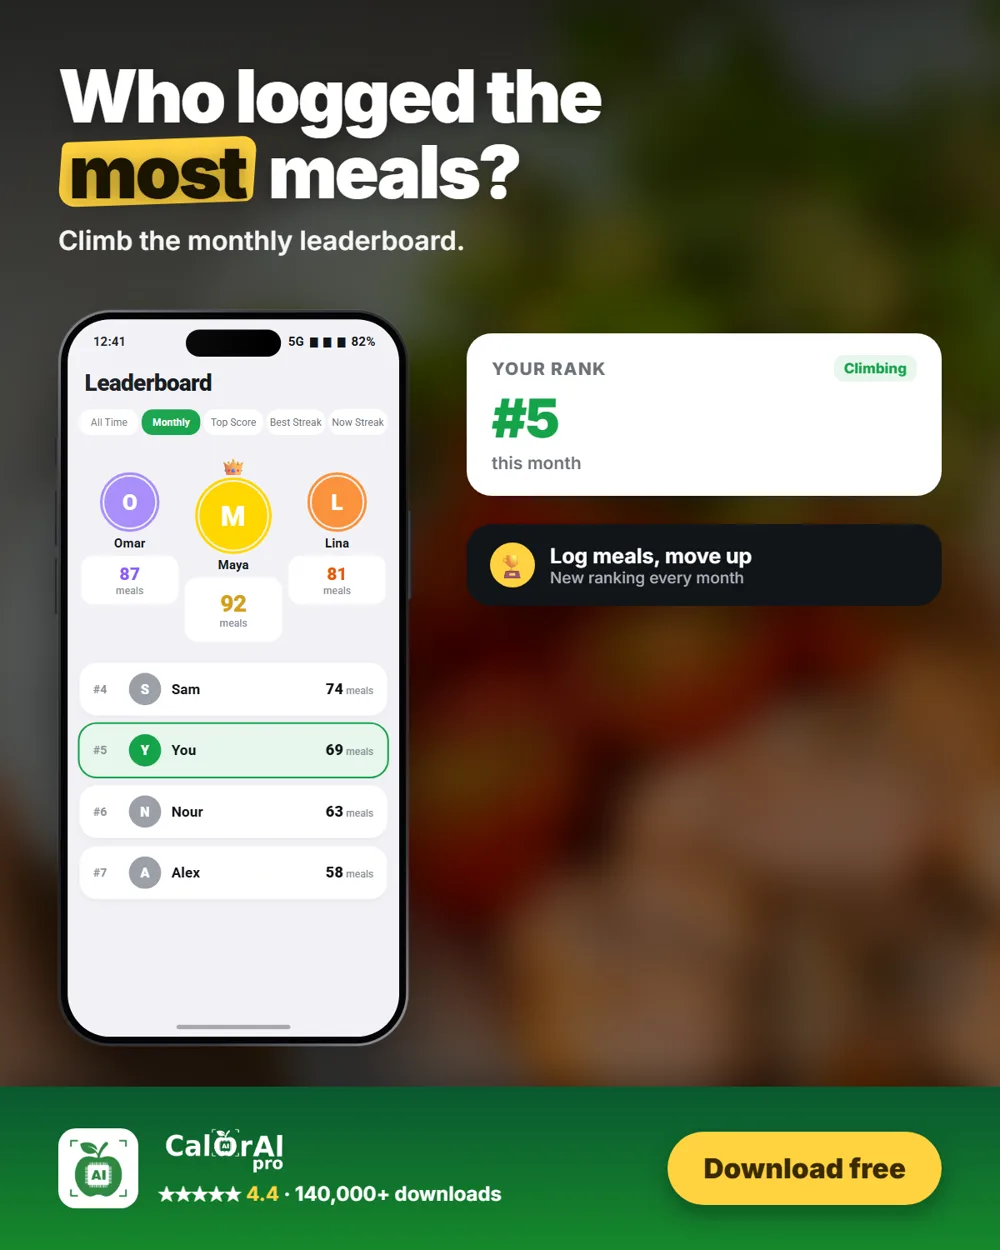 Who logged the
most meals?
Climb the monthly leaderboard.
12:41
5G 82%
Leaderboard
All Time Monthly Top Score Best Streak Now Streak
O
M
L
Omar
Maya
Lina
87
meals
92
meals
81
meals
#4 S Sam 74 meals
#5 Y You 69 meals
#6 N Nour 63 meals
#7 A Alex 58 meals
YOUR RANK
Climbing
#5
this month
Log meals, move up
New ranking every month
AI
CalorAI
pro
★★★★★ 4.4 · 140,000+ downloads
Download free